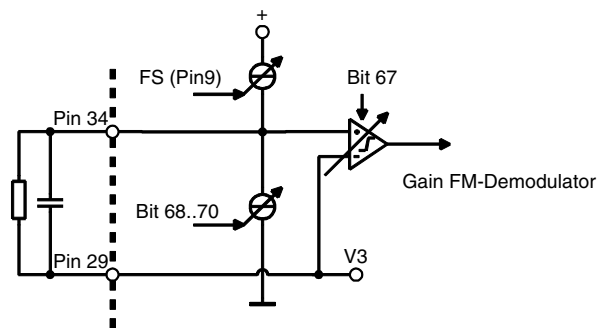 +
FS (Pin9)
Bit 67
Pin 34
+
-
Gain FM-Demodulator
Bit 68..70
Pin 29
V3